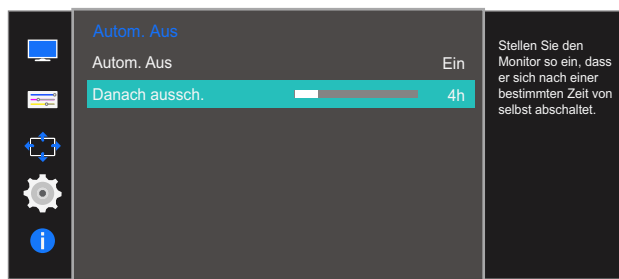 Autom. Aus
Autom. Aus Ein
Danach aussch. 4h
Stellen Sie den
Monitor so ein, dass
er sich nach einer
bestimmten Zeit von
selbst abschaltet.
i